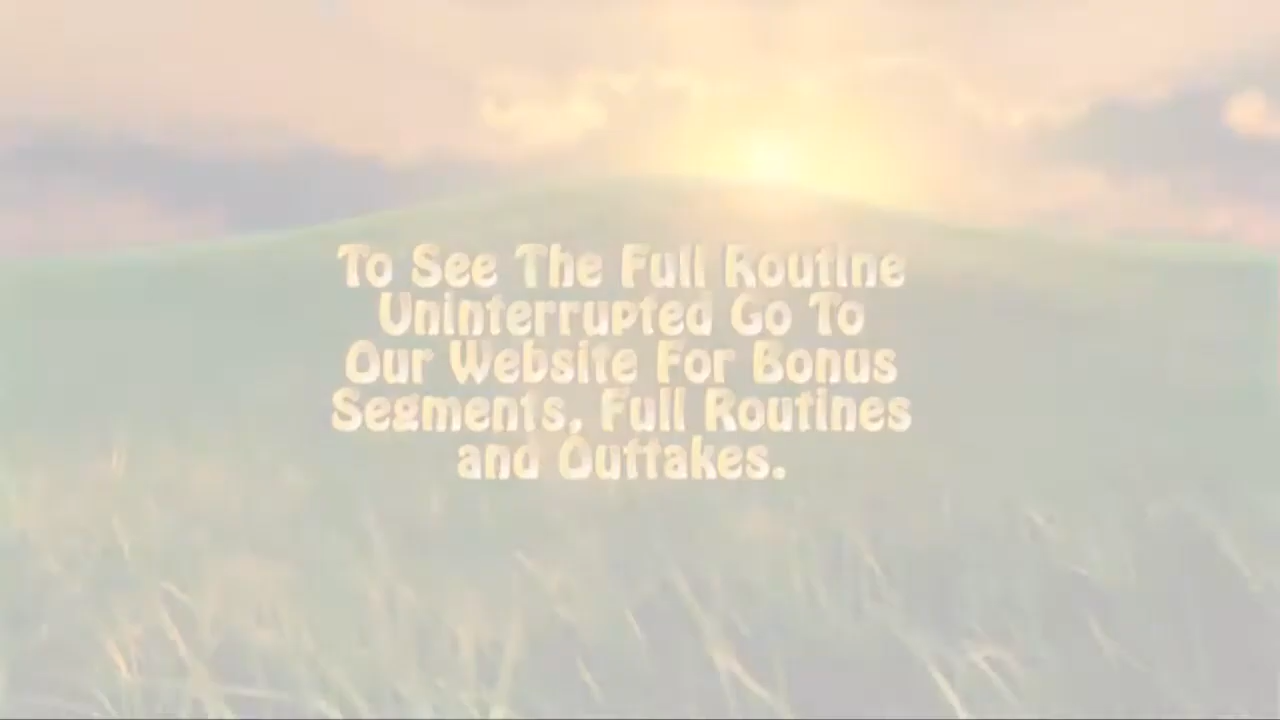 To See The Full Routine
Uninterrupted Go To
Our Website For Bonus
Segments, Full Routines
and Outtakes.